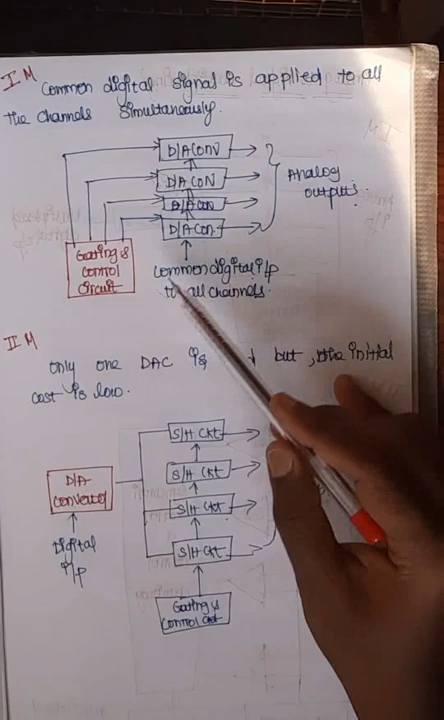 I M Common digital signal is applied to all
the channels simultaneously.
D/A CONV
D/A CON
D/A CON
D/A CON.
Analog
outputs.
Gating &
control
circuit
common digital i/p
to all channels.
II M
only one DAC is but, the initial
cost is low.
S/H CKt
S/H CKt
S/H CKt
S/H CKt
D/A
Converter
Digital
i/p
Gating &
control ckt